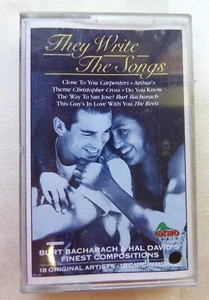 They Write
The Songs
Close To You Carpenters • Arthur's
Theme Christopher Cross • Do You Know
The Way To San Jose? Burt Bacharach
This Guy's In Love With You The Reels
BURT BACHARACH & HAL DAVID'S
FINEST COMPOSITIONS
18 ORIGINAL ARTISTS • 18